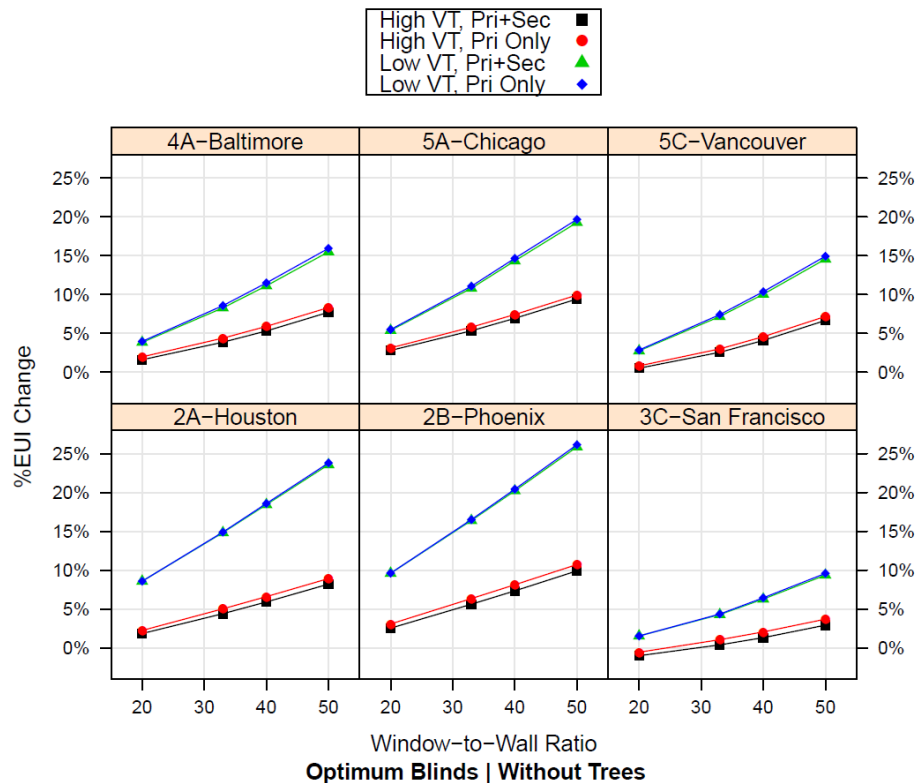 High VT, Pri+Sec
High VT, Pri Only
Low VT, Pri+Sec
Low VT, Pri Only
4A−Baltimore 5A−Chicago 5C−Vancouver
25% 25%
20% 20%
15% 15%
10% 10%
5% 5%
0% 0%
2A−Houston 2B−Phoenix 3C−San Francisco
25% 25%
20% 20%
15% 15%
10% 10%
5% 5%
0% 0%
%EUI Change
20 30 40 50 20 30 40 50 20 30 40 50
Window−to−Wall Ratio
Optimum Blinds | Without Trees